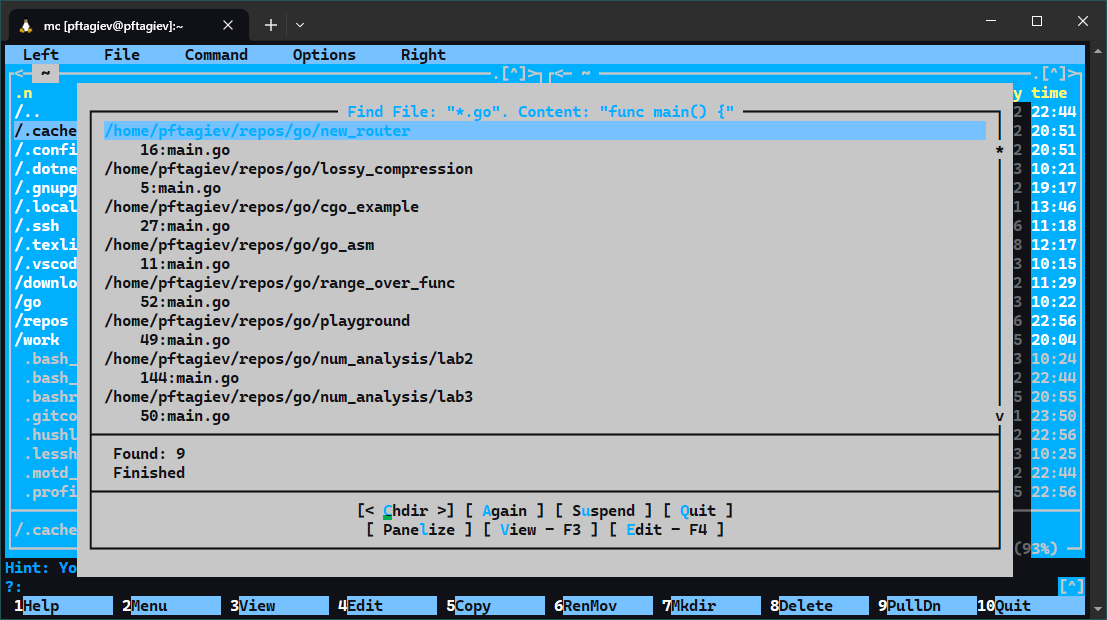 mc [pftagiev@pftagiev]:~
Left File Command Options Right
<─ ~ .[^]> <─ ~ .[^]>
.n y time
/.. 2 22:44
/.cache 2 20:51
/.confi 2 20:51
/.dotne 3 10:21
/.gnupg 2 19:17
/.local 1 13:46
/.ssh 6 11:18
/.texli 8 12:17
/.vscod 3 10:15
/downlo 2 11:29
/go 3 10:22
/repos 6 22:56
/work 5 20:04
.bash_ 3 10:24
.bash_ 2 22:44
.bashr 5 20:55
.gitco 1 23:50
.hushl 2 22:56
.lessh 3 10:25
.motd_ 2 22:44
.profi 5 22:56
/.cache
(93%)
Find File: "*.go". Content: "func main() {"
/home/pftagiev/repos/go/new_router
16:main.go
/home/pftagiev/repos/go/lossy_compression
5:main.go
/home/pftagiev/repos/go/cgo_example
27:main.go
/home/pftagiev/repos/go/go_asm
11:main.go
/home/pftagiev/repos/go/range_over_func
52:main.go
/home/pftagiev/repos/go/playground
49:main.go
/home/pftagiev/repos/go/num_analysis/lab2
144:main.go
/home/pftagiev/repos/go/num_analysis/lab3
50:main.go
*
v
Found: 9
Finished
[< Chdir >] [ Again ] [ Suspend ] [ Quit ]
[ Panelize ] [ View - F3 ] [ Edit - F4 ]
Hint: Yo
?: [^]
1Help 2Menu 3View 4Edit 5Copy 6RenMov 7Mkdir 8Delete 9PullDn 10Quit